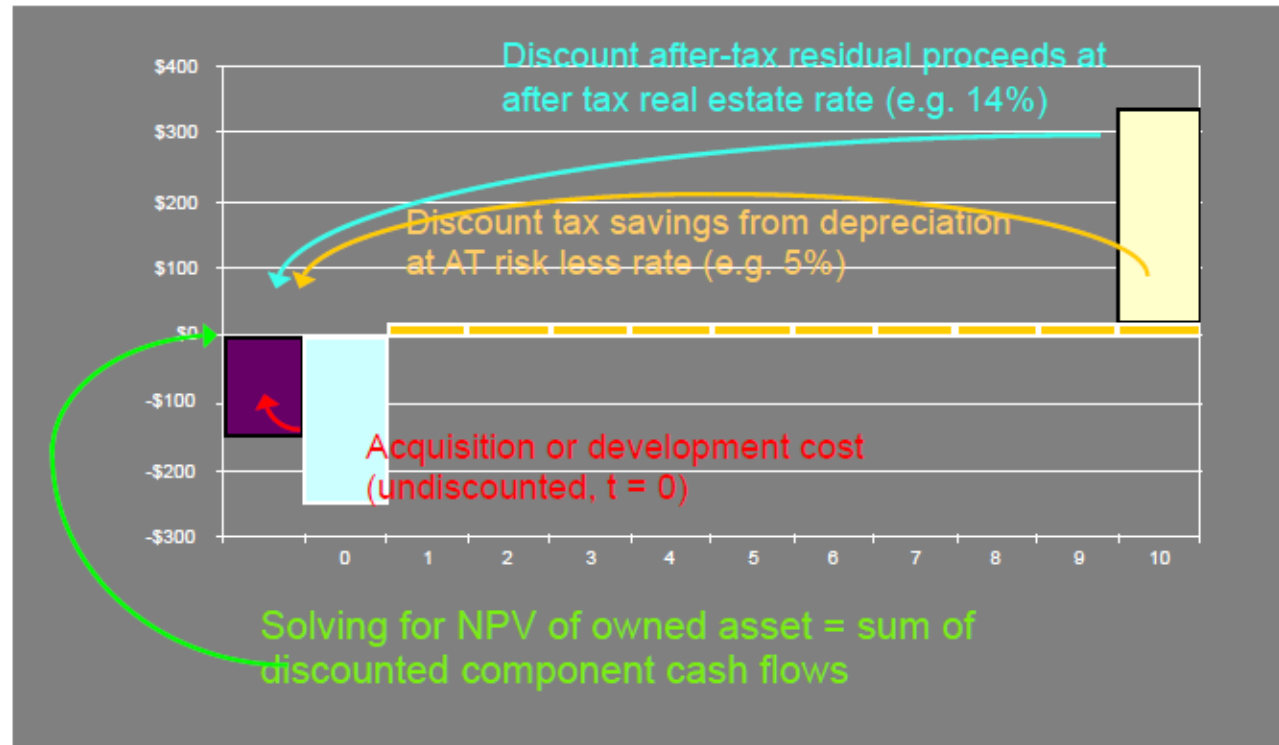 Discount after-tax residual proceeds at
after tax real estate rate (e.g. 14%)
$400
$300
$200
$100
$0
-$100
-$200
-$300
Discount tax savings from depreciation
at AT risk less rate (e.g. 5%)
Acquisition or development cost
(undiscounted, t = 0)
0 1 2 3 4 5 6 7 8 9 10
Solving for NPV of owned asset = sum of
discounted component cash flows